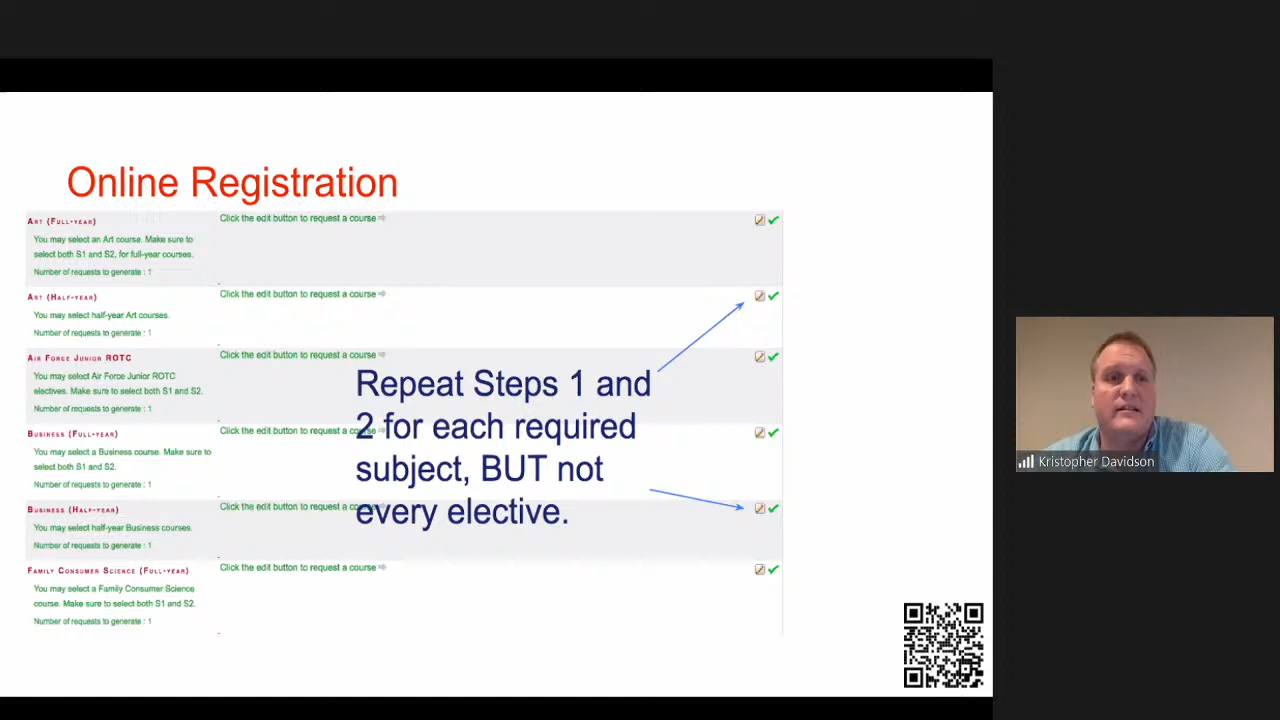 Online Registration
Art (Full-year)
Click the edit button to request a course
You may select an Art course. Make sure to
select both S1 and S2, for full-year courses.
Number of requests to generate : 1
Art (Half-year)
Click the edit button to request a course
You may select half-year Art courses.
Number of requests to generate : 1
Air Force Junior ROTC
Click the edit button to request a course
You may select Air Force Junior ROTC
electives. Make sure to select both S1 and S2.
Number of requests to generate : 1
Business (Full-year)
Click the edit button to request a course
You may select a Business course. Make sure to
select both S1 and S2.
Number of requests to generate : 1
Business (Half-year)
Click the edit button to request a course
You may select half-year Business courses.
Number of requests to generate : 1
Family Consumer Science (Full-year)
Click the edit button to request a course
You may select a Family Consumer Science
course. Make sure to select both S1 and S2.
Number of requests to generate : 1
Repeat Steps 1 and
2 for each required
subject, BUT not
every elective.
Kristopher Davidson